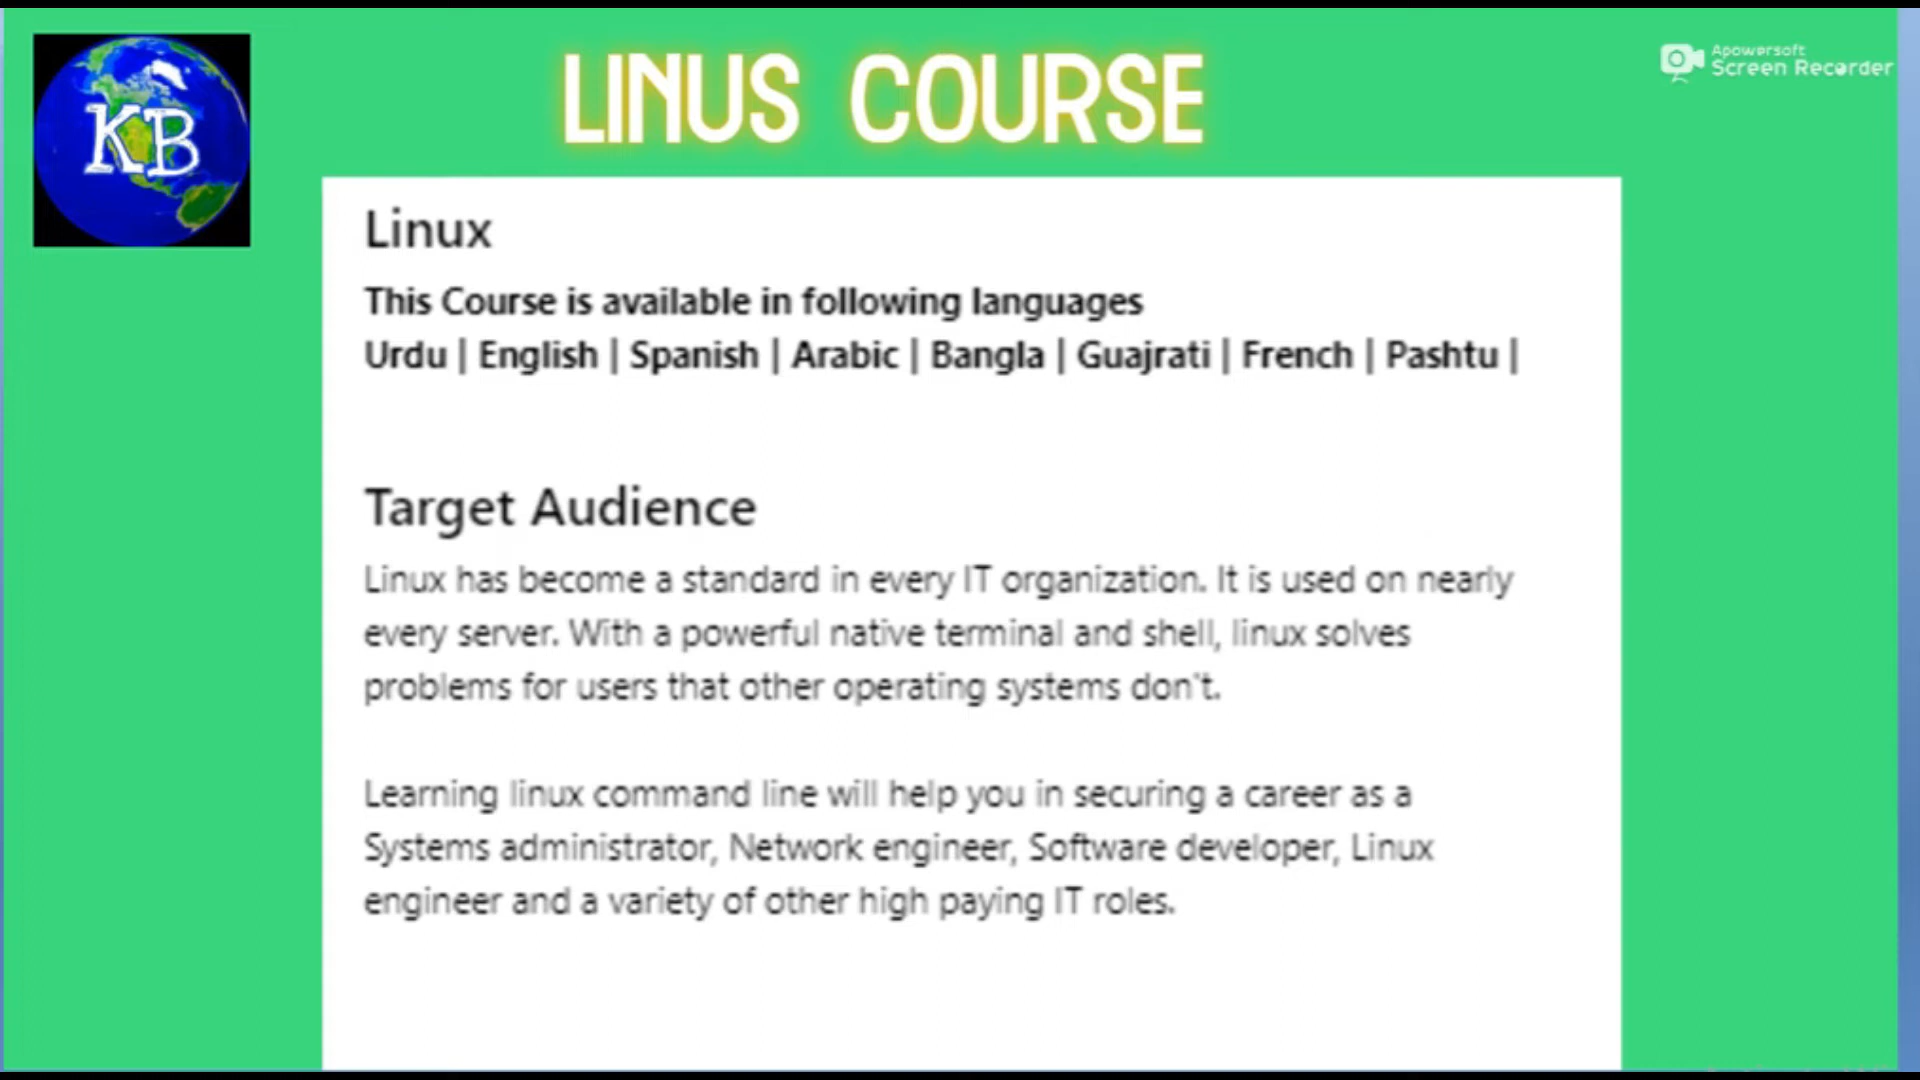 LINUS COURSE
KB
Apowersoft
Screen Recorder
Linux
This Course is available in following languages
Urdu | English | Spanish | Arabic | Bangla | Guajrati | French | Pashtu |
Target Audience
Linux has become a standard in every IT organization. It is used on nearly
every server. With a powerful native terminal and shell, linux solves
problems for users that other operating systems don't.
Learning linux command line will help you in securing a career as a
Systems administrator, Network engineer, Software developer, Linux
engineer and a variety of other high paying IT roles.